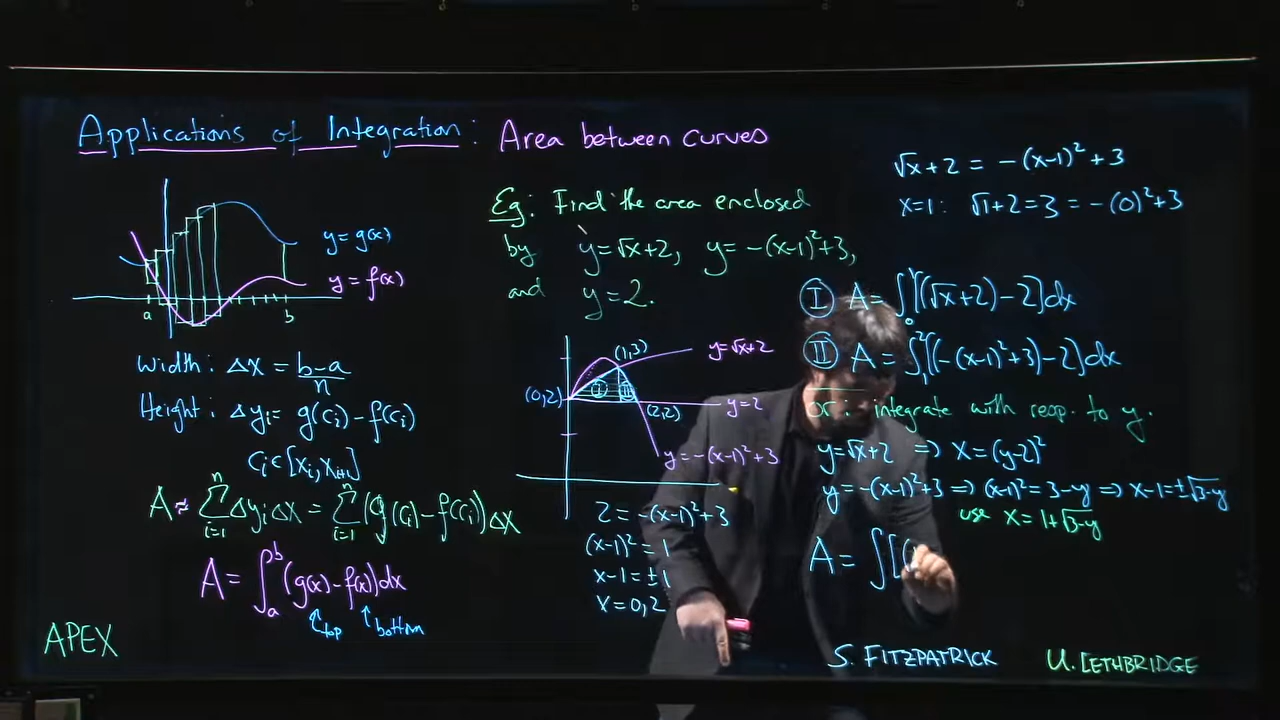 Applications of Integration: Area between curves
y=g(x)
y=f(x)
a
b
Width: Δx = b-a/n
Height: Δyᵢ= g(cᵢ)-f(cᵢ)
cᵢ∈[xᵢ,xᵢ₊₁]
A≈ ∑ᵢ₌₁ⁿ Δyᵢ Δx = ∑ᵢ₌₁ⁿ (g(cᵢ)-f(cᵢ))Δx
A= ∫ₐᵇ (g(x)-f(x))dx
top
bottom
APEX
Eg: Find the area enclosed
by y=√x+2, y=-(x-1)²+3,
and y=2.
(1,3)
y=√x+2
(0,2)
I
II
(2,2)
y=2
y=-(x-1)²+3
2=-(x-1)²+3
(x-1)²=1
x-1=±1
x=0,2
√x+2 = -(x-1)²+3
x=1: √1+2=3=-(0)²+3
I A= ∫₀¹[(√x+2)-2]dx
II A= ∫₁²[(-(x-1)²+3)-2]dx
or: integrate with resp. to y.
y=√x+2 ⇒ x=(y-2)²
y=-(x-1)²+3 ⇒ (x-1)²=3-y ⇒ x-1=±√3-y
use x=1+√3-y
A= ∫[(
S. FITZPATRICK
U. LETHBRIDGE